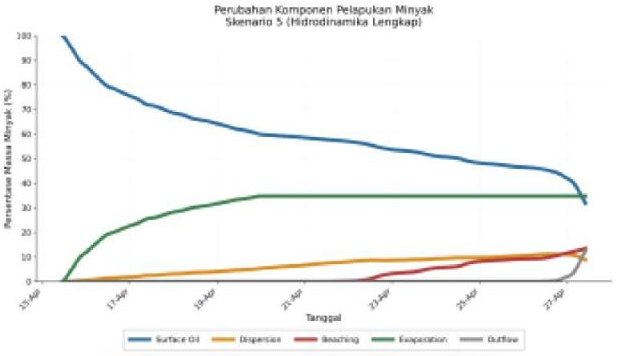 Perubahan Komponen Pelapukan Minyak
Skenario 5 (Hidrodinamika Lengkap)
Persentase Massa Minyak (%)
100
90
80
70
60
50
40
30
20
10
0
15-Apr
17-Apr
19-Apr
21-Apr
23-Apr
25-Apr
27-Apr
Tanggal
Surface Oil
Dispersion
Beaching
Evaporation
Outflow